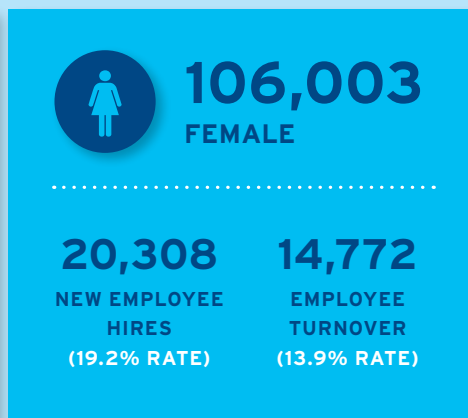 106,003
FEMALE
20,308
NEW EMPLOYEE
HIRES
(19.2% RATE)
14,772
EMPLOYEE
TURNOVER
(13.9% RATE)